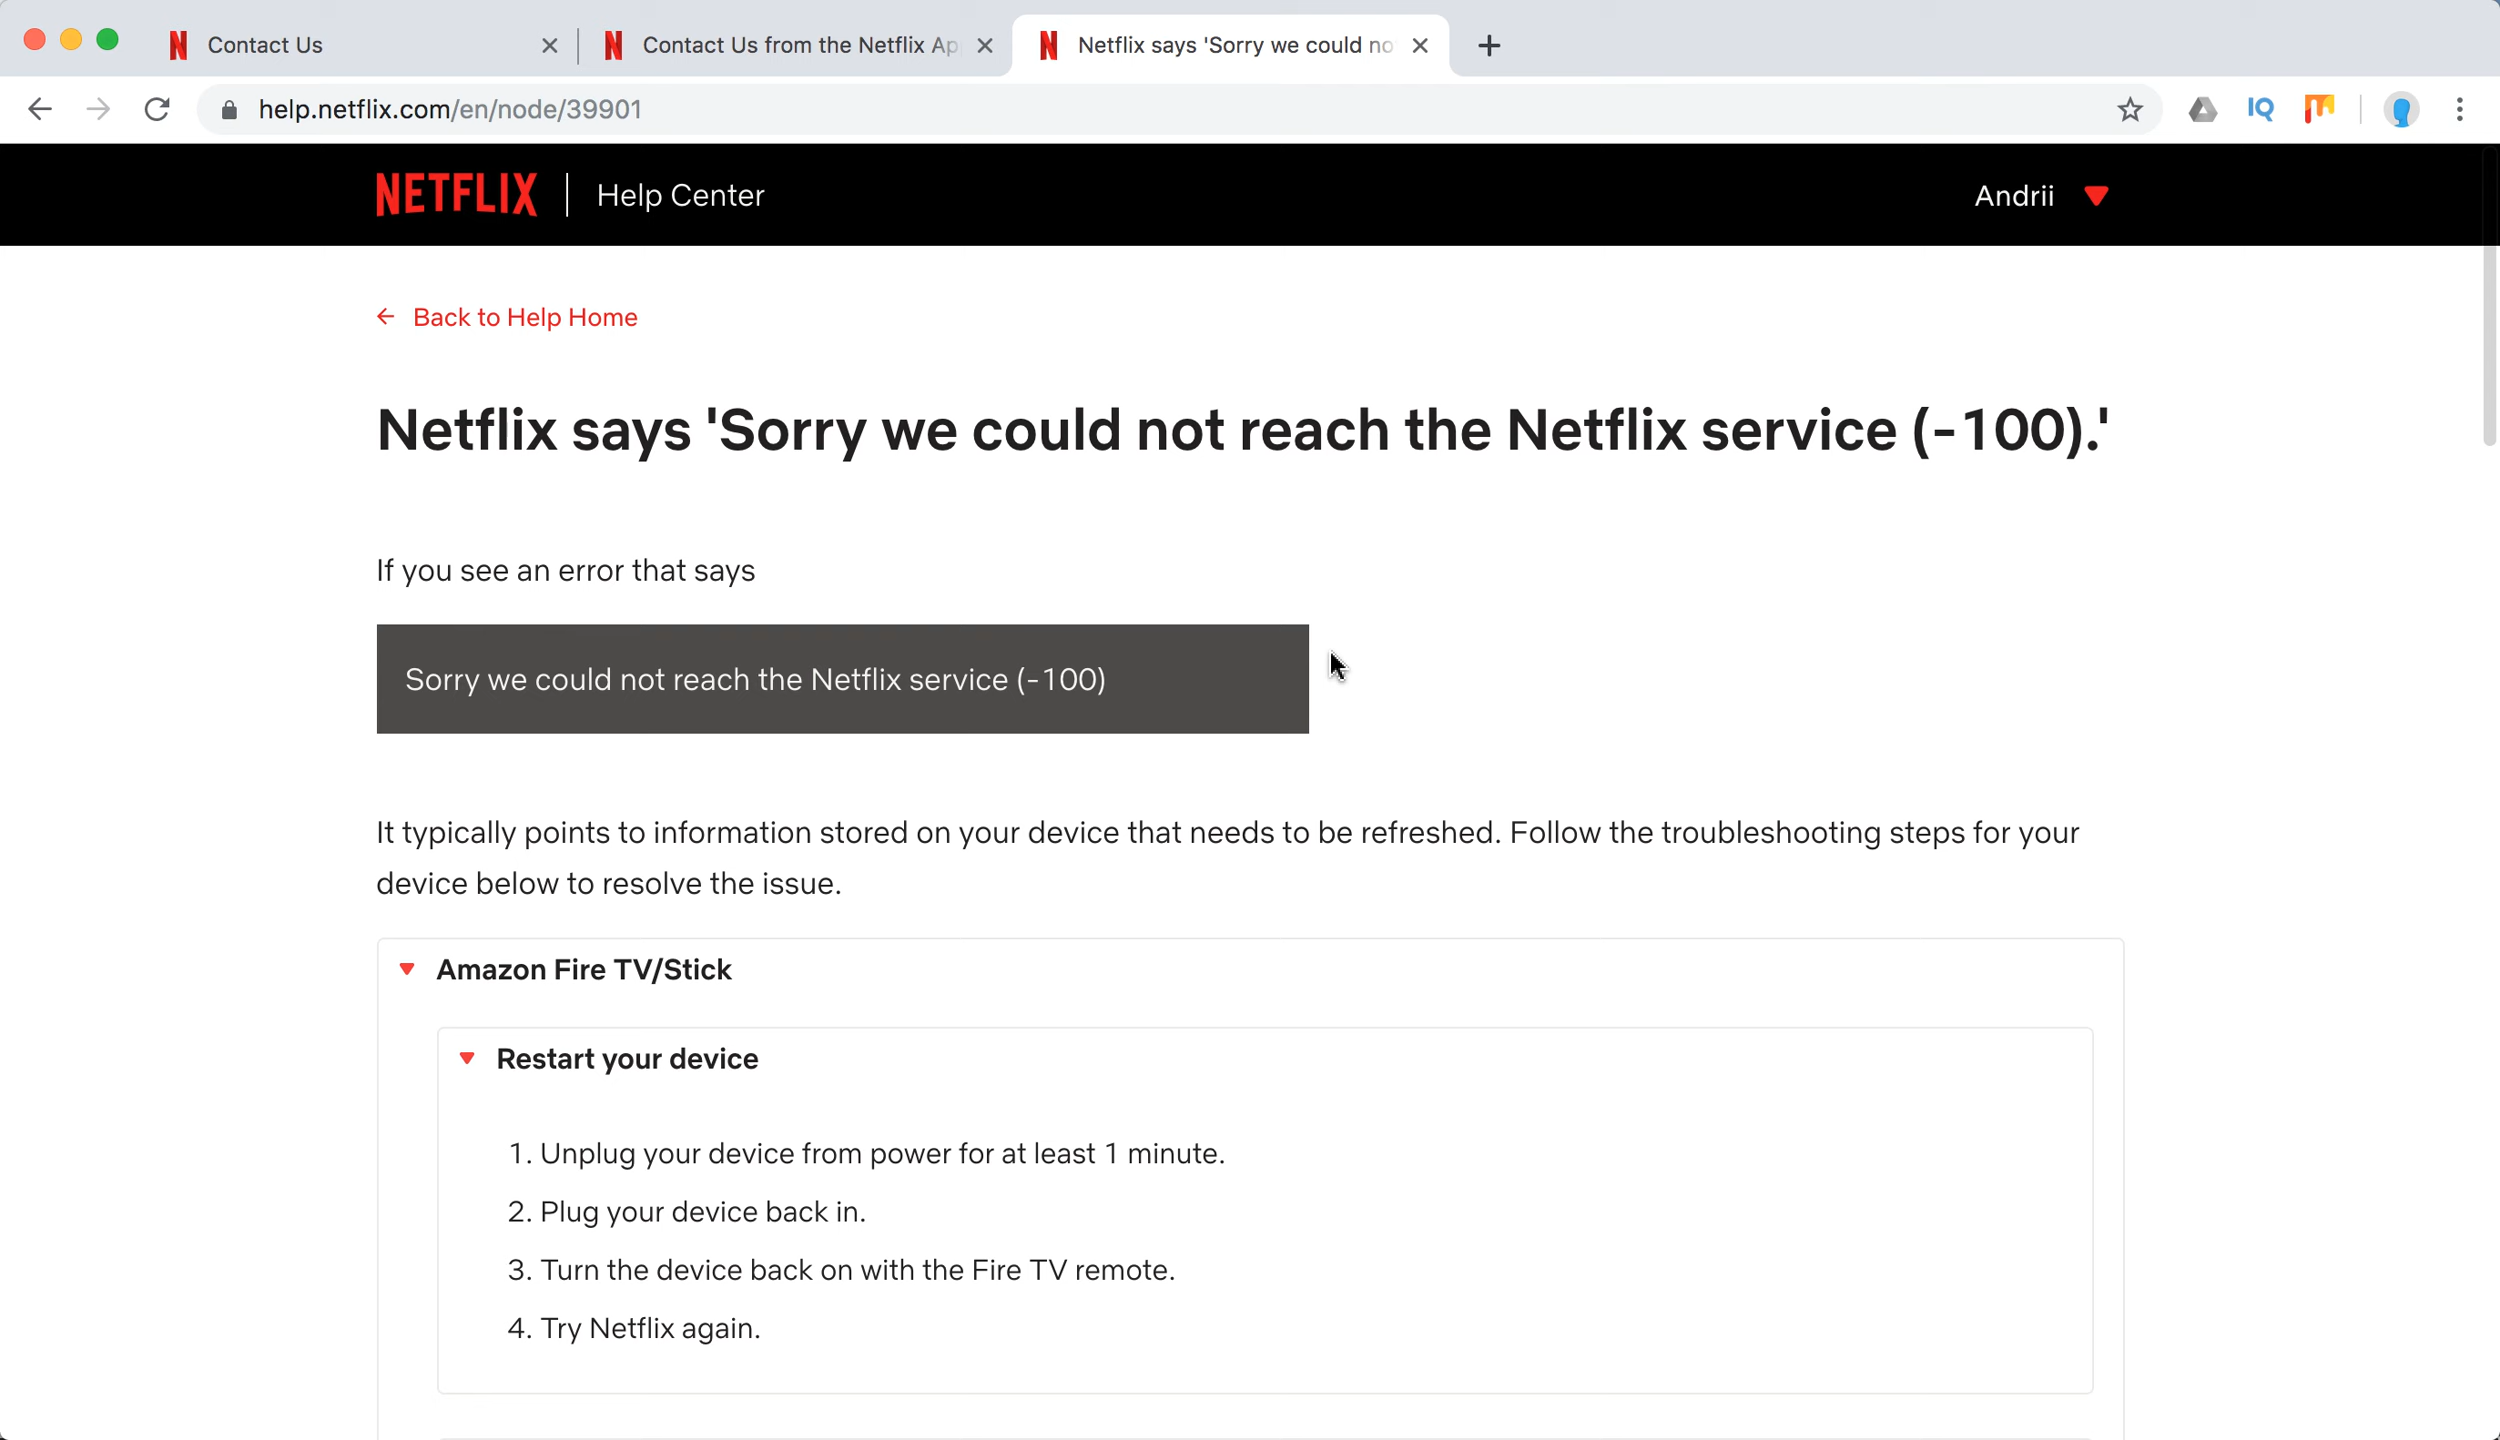 Contact Us
Contact Us from the Netflix Ap
Netflix says 'Sorry we could no
help.netflix.com/en/node/39901
IQ
NETFLIX
Help Center
Andrii
← Back to Help Home
Netflix says 'Sorry we could not reach the Netflix service (-100).'
If you see an error that says
Sorry we could not reach the Netflix service (-100)
It typically points to information stored on your device that needs to be refreshed. Follow the troubleshooting steps for your
device below to resolve the issue.
Amazon Fire TV/Stick
Restart your device
1. Unplug your device from power for at least 1 minute.
2. Plug your device back in.
3. Turn the device back on with the Fire TV remote.
4. Try Netflix again.